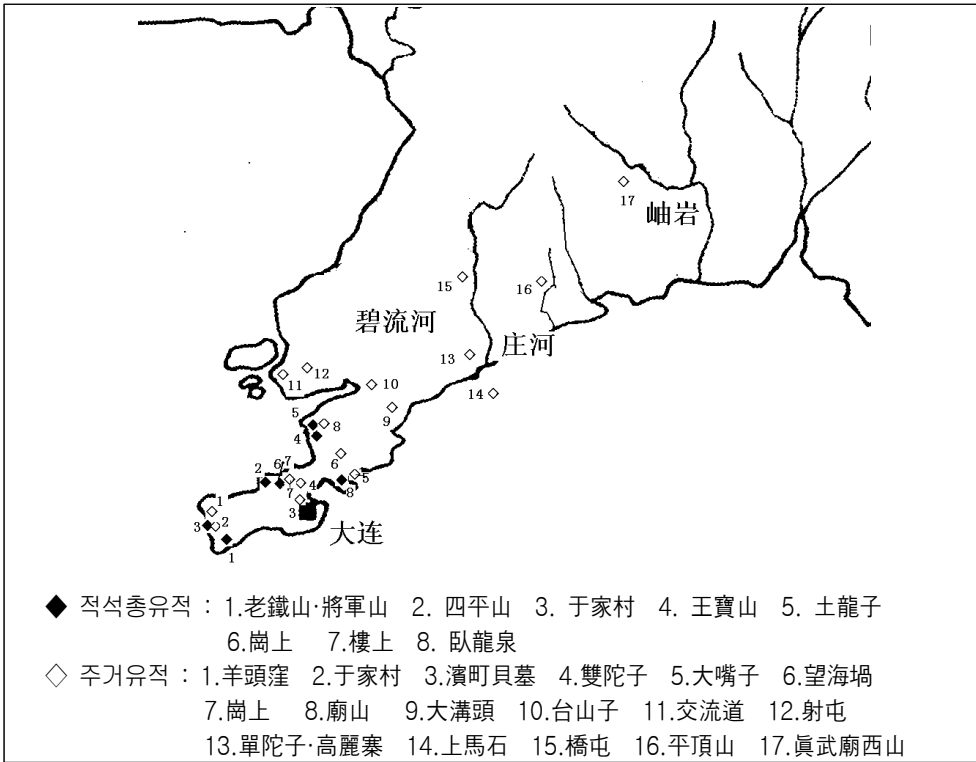 17
岫岩
15
16
碧流河
庄河
13
12
11
10
14
9
5
8
4
6
2 6 7
5
4
8
7
1
3
3 2
大连
1
◆ 적석총유적 : 1.老鐵山·將軍山 2. 四平山 3. 于家村 4. 王寶山 5. 土龍子
6.崗上 7.樓上 8. 臥龍泉
◇ 주거유적 : 1.羊頭窪 2.于家村 3.濱町貝墓 4.雙陀子 5.大嘴子 6.望海堝
7.崗上 8.廟山 9.大溝頭 10.台山子 11.交流道 12.射屯
13.單陀子·高麗寨 14.上馬石 15.橋屯 16.平頂山 17.眞武廟西山